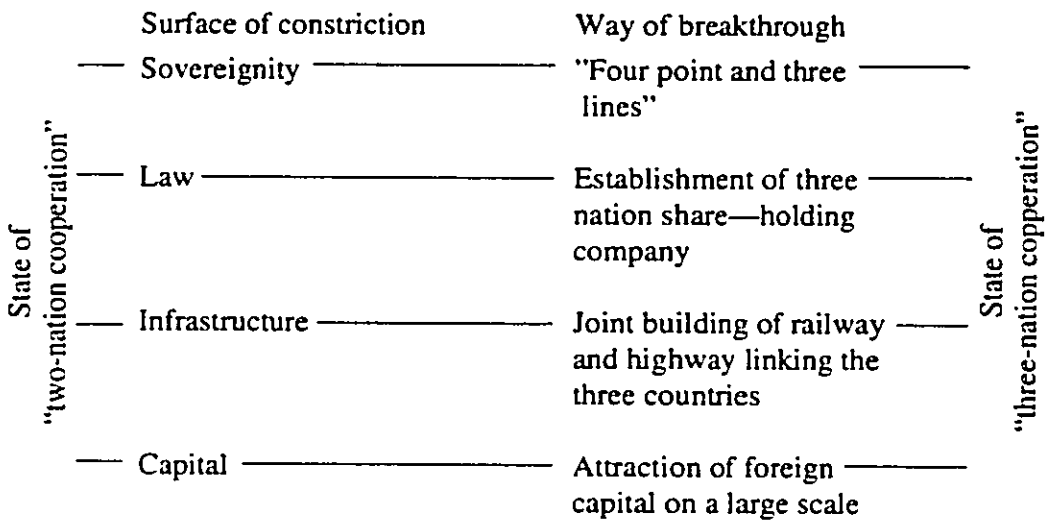 Surface of constriction
Way of breakthrough
Sovereignity
"Four point and three
lines”
Law
Establishment of three
nation share—holding
company
Infrastructure
Joint building of railway
and highway linking the
three countries
Capital
Attraction of foreign
capital on a large scale
State of
“two-nation cooperation”
State of
“three-nation copperation”